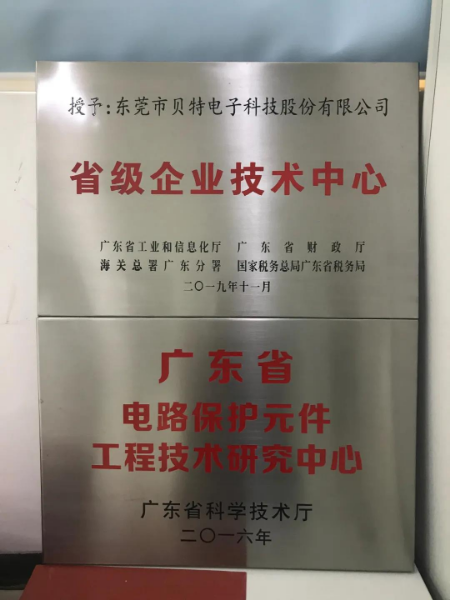 授予:东莞市贝特电子科技股份有限公司
省级企业技术中心
广东省工业和信息化厅 广东省财政厅
海关总署广东分署 国家税务总局广东省税务局
二〇一九年十一月
广东省
电路保护元件
工程技术研究中心
广东省科学技术厅
二〇一六年